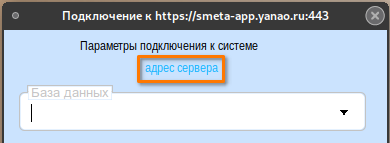 Подключение к https://smeta-app.yanao.ru:443
Параметры подключения к системе
адрес сервера
База данных